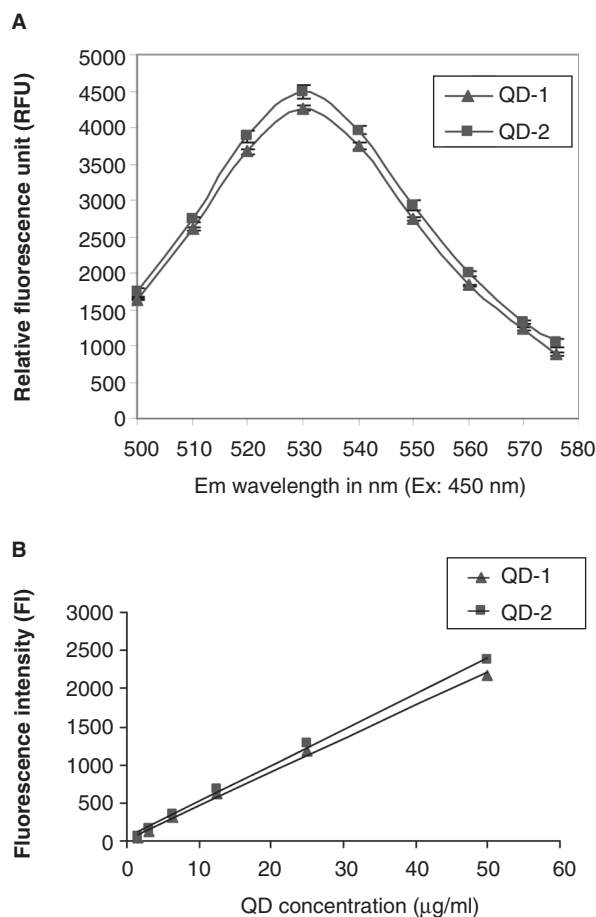 A
Relative fluorescence unit (RFU)
5000
4500
4000
3500
3000
2500
2000
1500
1000
500
0
QD-1
QD-2
500 510 520 530 540 550 560 570 580
Em wavelength in nm (Ex: 450 nm)
B
QD-1
QD-2
Fluorescence intensity (FI)
3000
2500
2000
1500
1000
500
0
0 10 20 30 40 50 60
QD concentration (μg/ml)